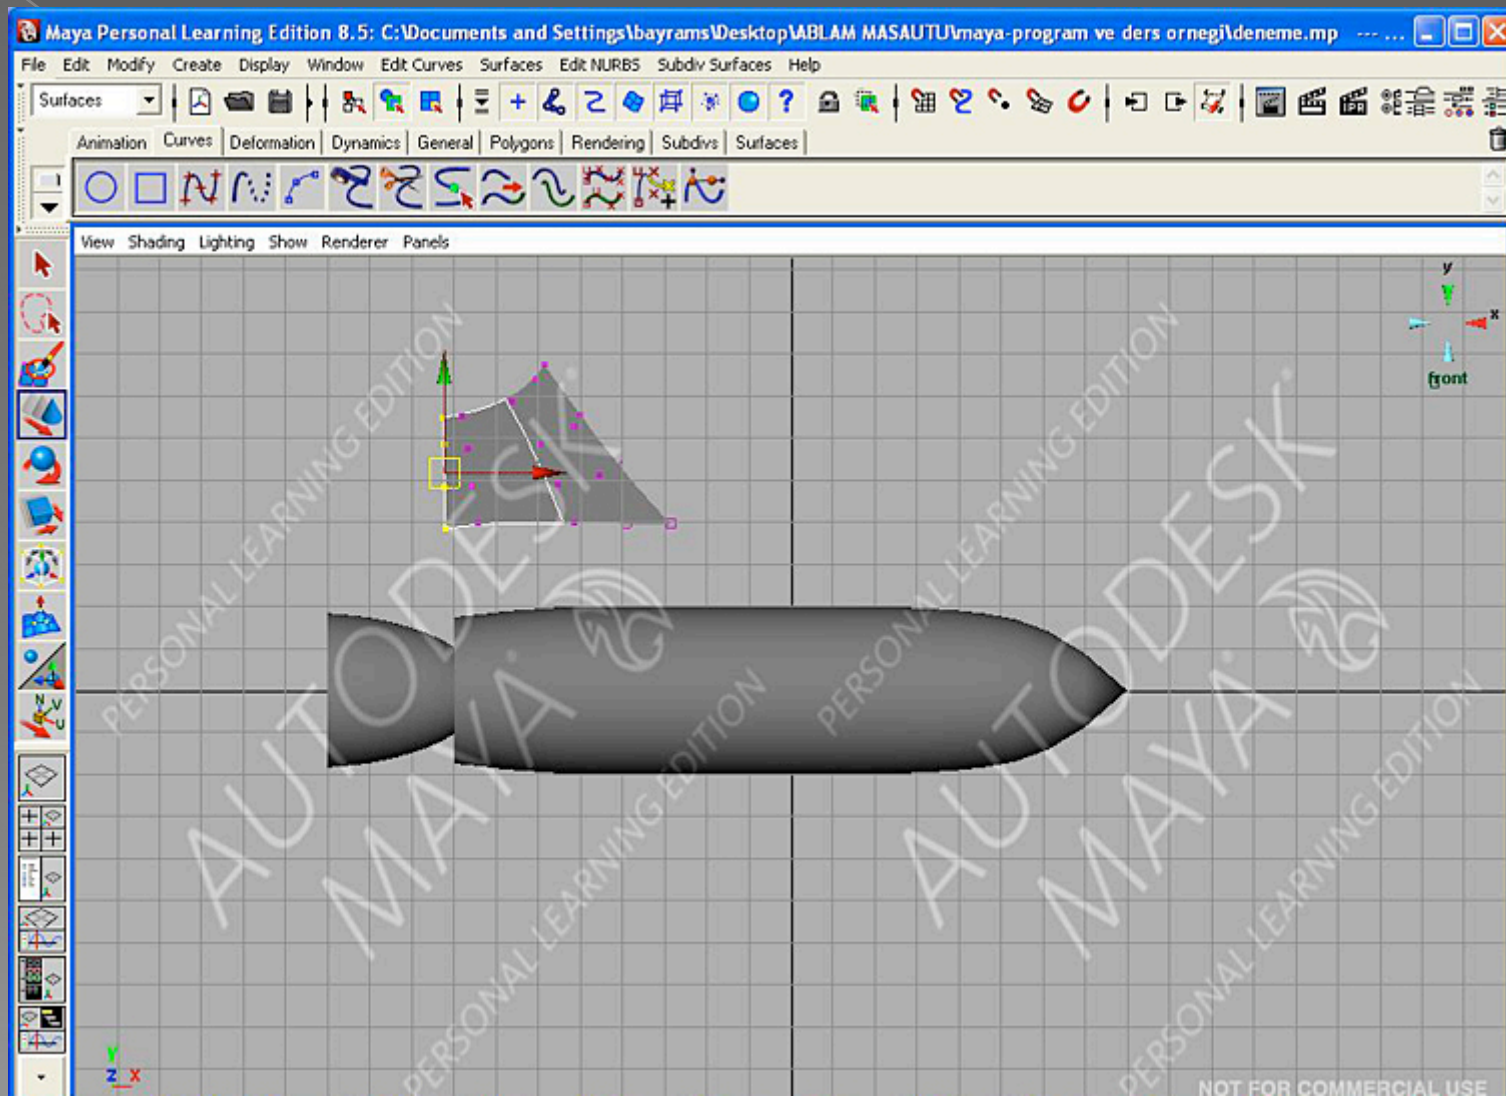 Maya Personal Learning Edition 8.5: C:\Documents and Settings\bayrams\Desktop\ABLAM MASAUTU\maya-program ve ders ornegi\deneme.mp --- ...
File Edit Modify Create Display Window Edit Curves Surfaces Edit NURBS Subdiv Surfaces Help
Surfaces
Animation Curves Deformation Dynamics General Polygons Rendering Subdivs Surfaces
View Shading Lighting Show Renderer Panels
y
x
front
PERSONAL LEARNING EDITION
AUTODESK
MAYA
PERSONAL LEARNING EDITION
PERSONAL LEARNING EDITION
AUTODESK
MAYA
PERSONAL LEARNING EDITION
N V
U
Y
Z X
PERSONAL LEARNING EDITION
PERSONAL LEARNING EDITION
NOT FOR COMMERCIAL USE